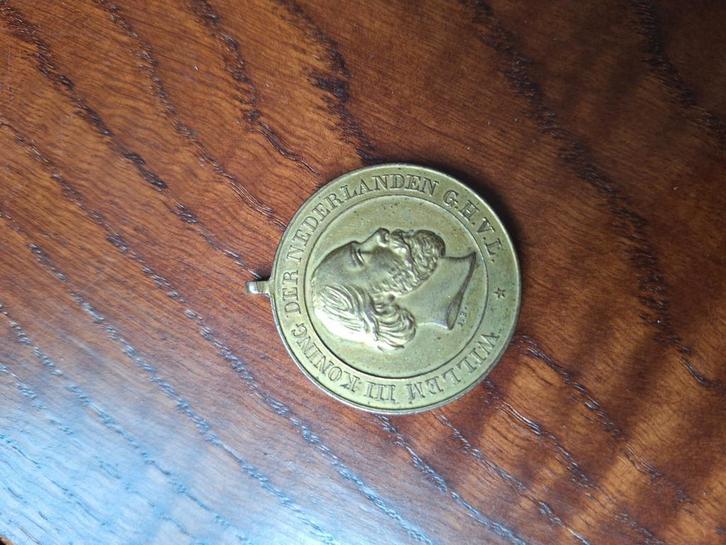 WILLEM III KONING DER NEDERLANDEN G.H.V.L. *